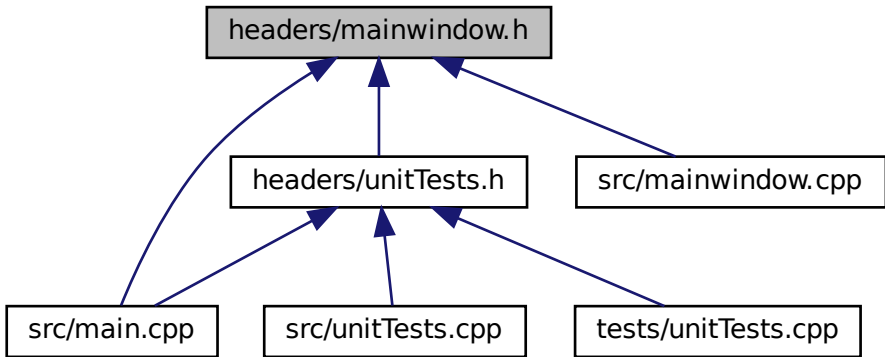 headers/mainwindow.h
headers/unitTests.h
src/mainwindow.cpp
src/main.cpp
src/unitTests.cpp
tests/unitTests.cpp